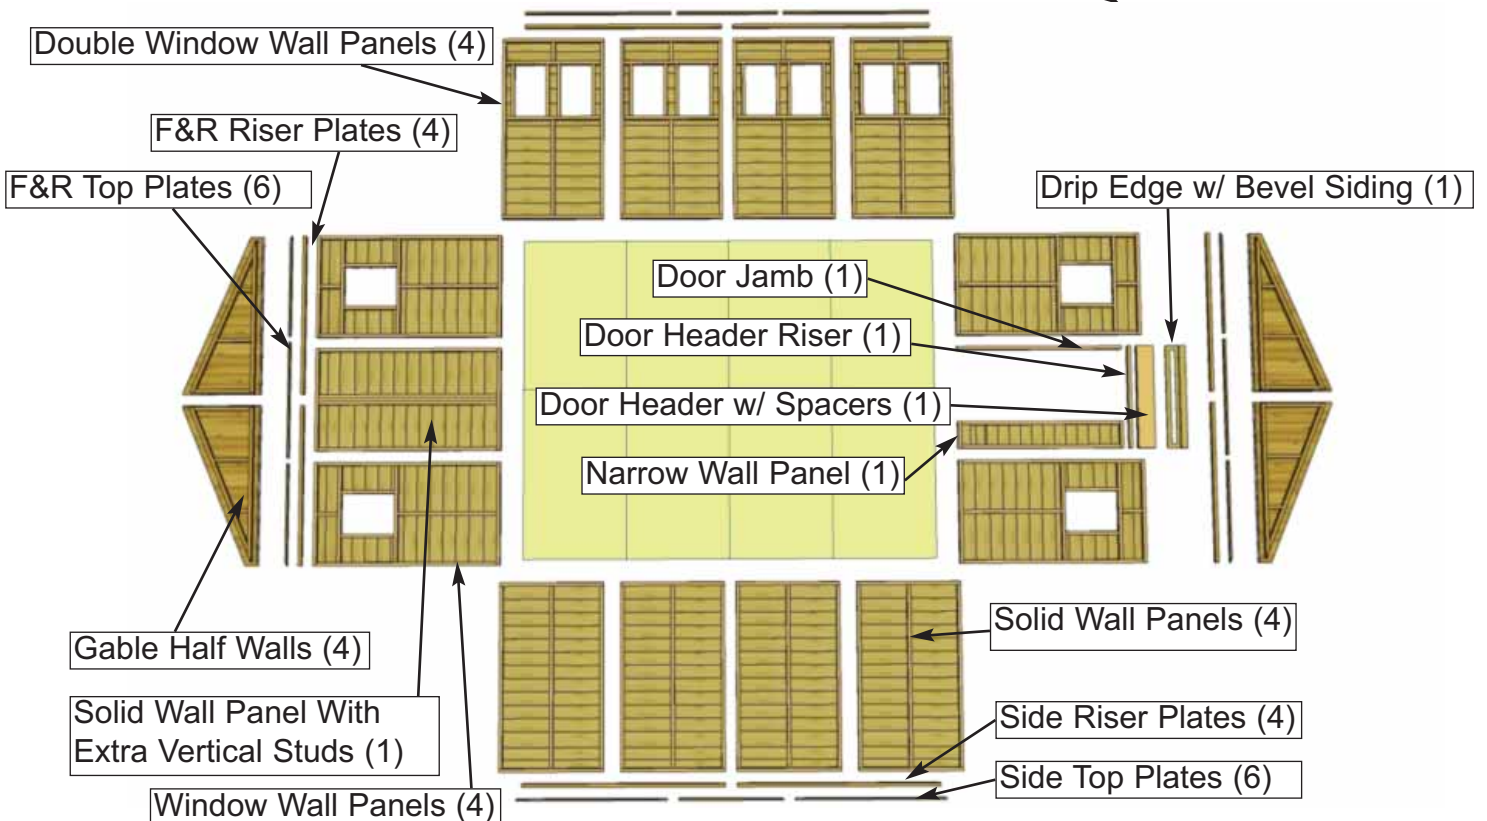 Double Window Wall Panels (4)
F&R Riser Plates (4)
F&R Top Plates (6)
Drip Edge w/ Bevel Siding (1)
Door Jamb (1)
Door Header Riser (1)
Door Header w/ Spacers (1)
Narrow Wall Panel (1)
Gable Half Walls (4)
Solid Wall Panel With
Extra Vertical Studs (1)
Window Wall Panels (4)
Solid Wall Panels (4)
Side Riser Plates (4)
Side Top Plates (6)